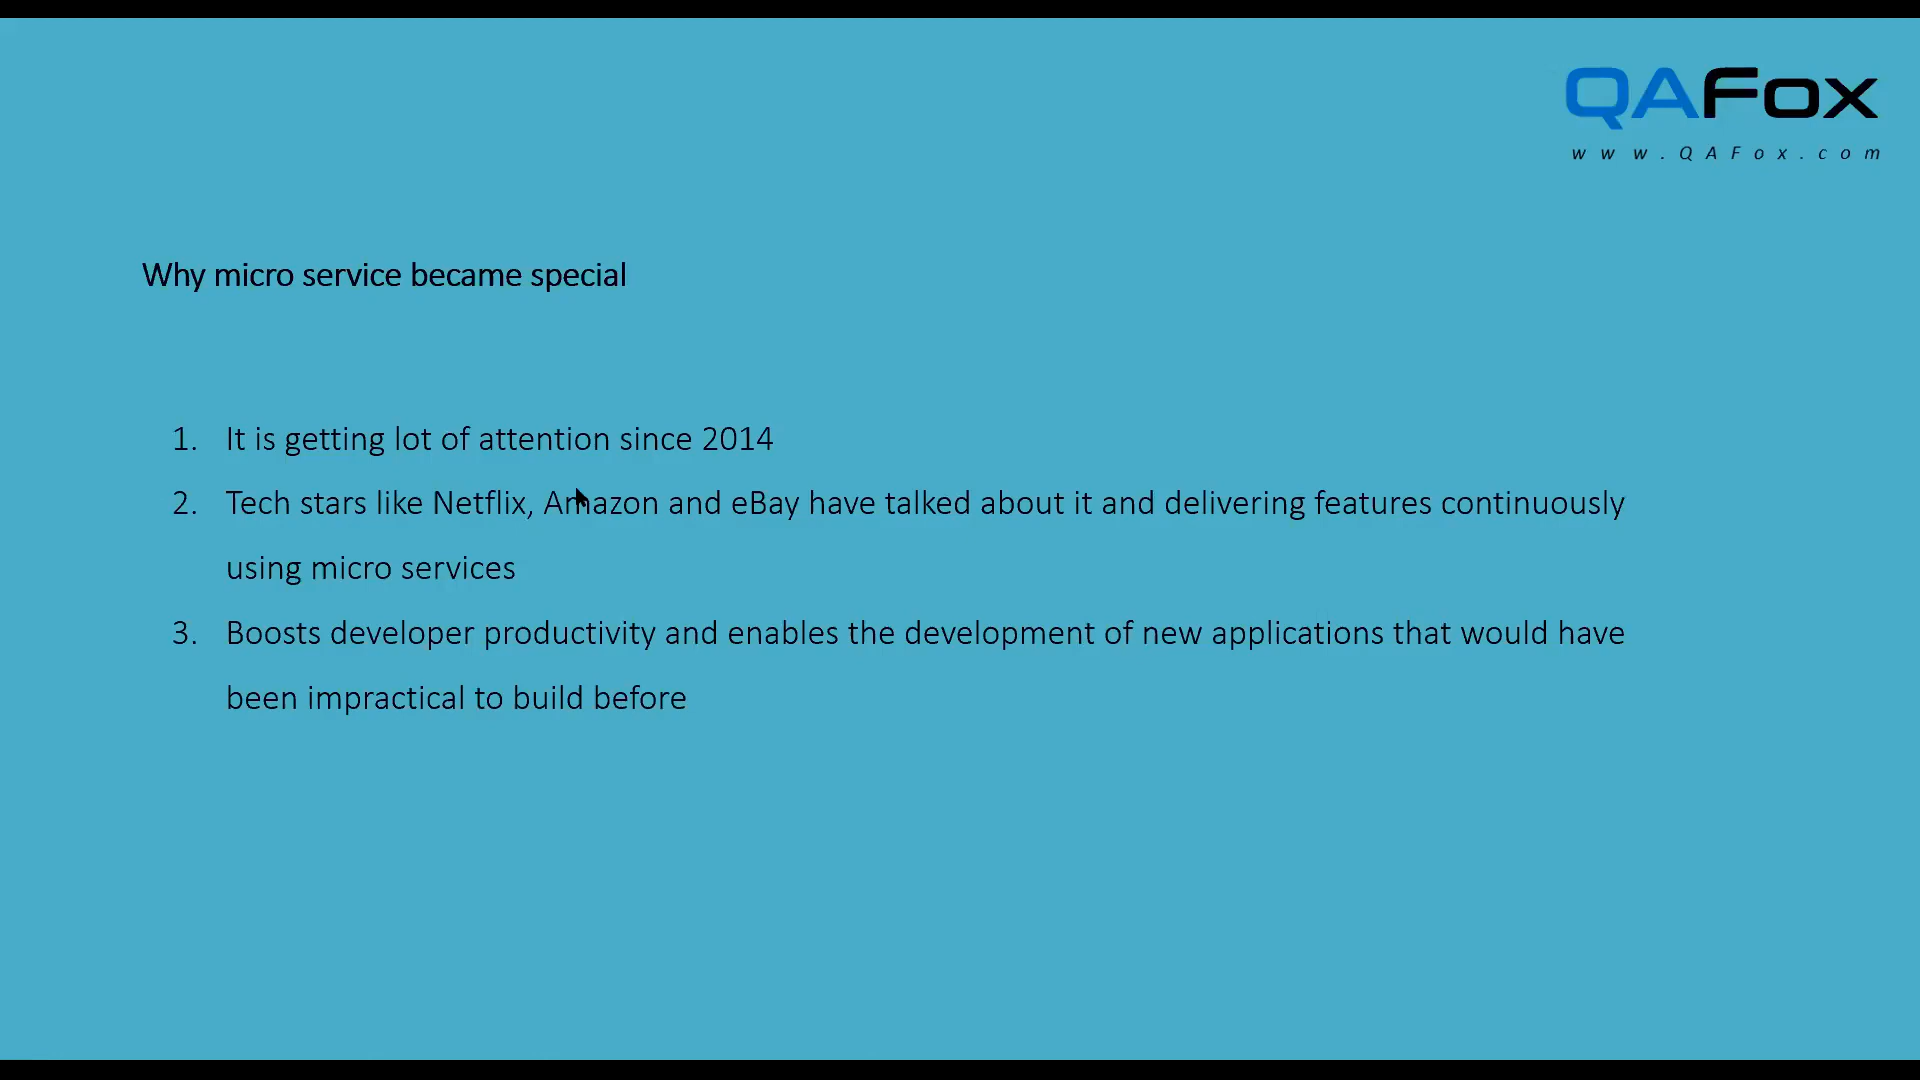 QAFox
www.QAFox.com
Why micro service became special
1. It is getting lot of attention since 2014
2. Tech stars like Netflix, Amazon and eBay have talked about it and delivering features continuously
using micro services
3. Boosts developer productivity and enables the development of new applications that would have
been impractical to build before